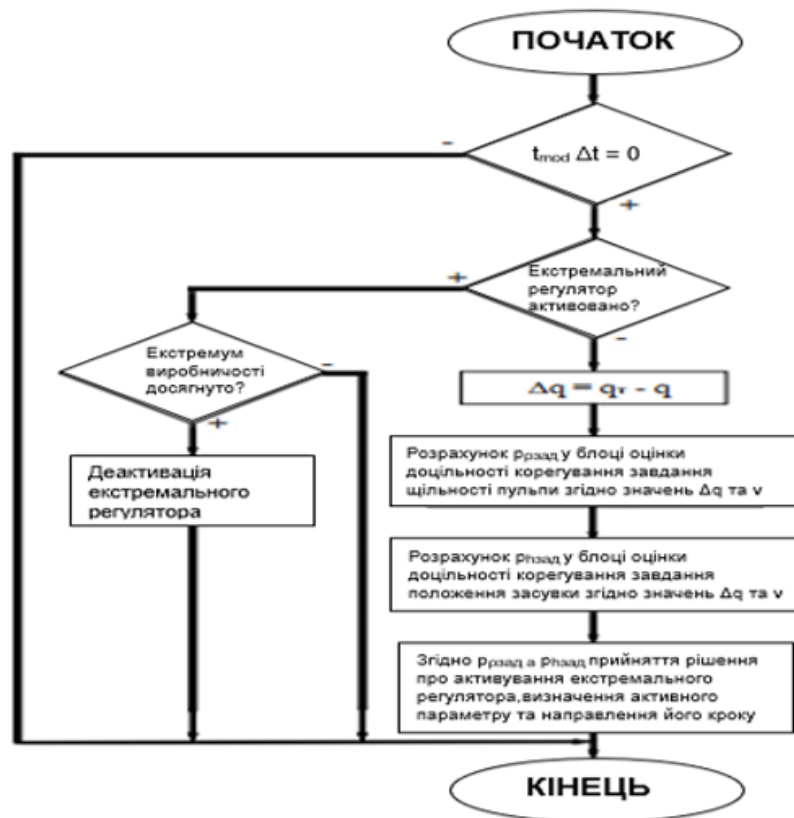 ПОЧАТОК
-
t mod Δt = 0
+
+
Екстремальний
регулятор
активовано?
-
Екстремум
виробничості
досягнуто?
-
+
Δq = qт - q
Деактивація
екстремального
регулятора
Розрахунок pρзад у блоці оцінки
доцільності корегування завдання
щільності пульпи згідно значень Δq та v
Розрахунок phзад у блоці оцінки
доцільності корегування завдання
положення засувки згідно значень Δq та v
Згідно pρзад а phзад прийняття рішення
про активування екстремального
регулятора,визначення активного
параметру та направлення його кроку
КІНЕЦЬ